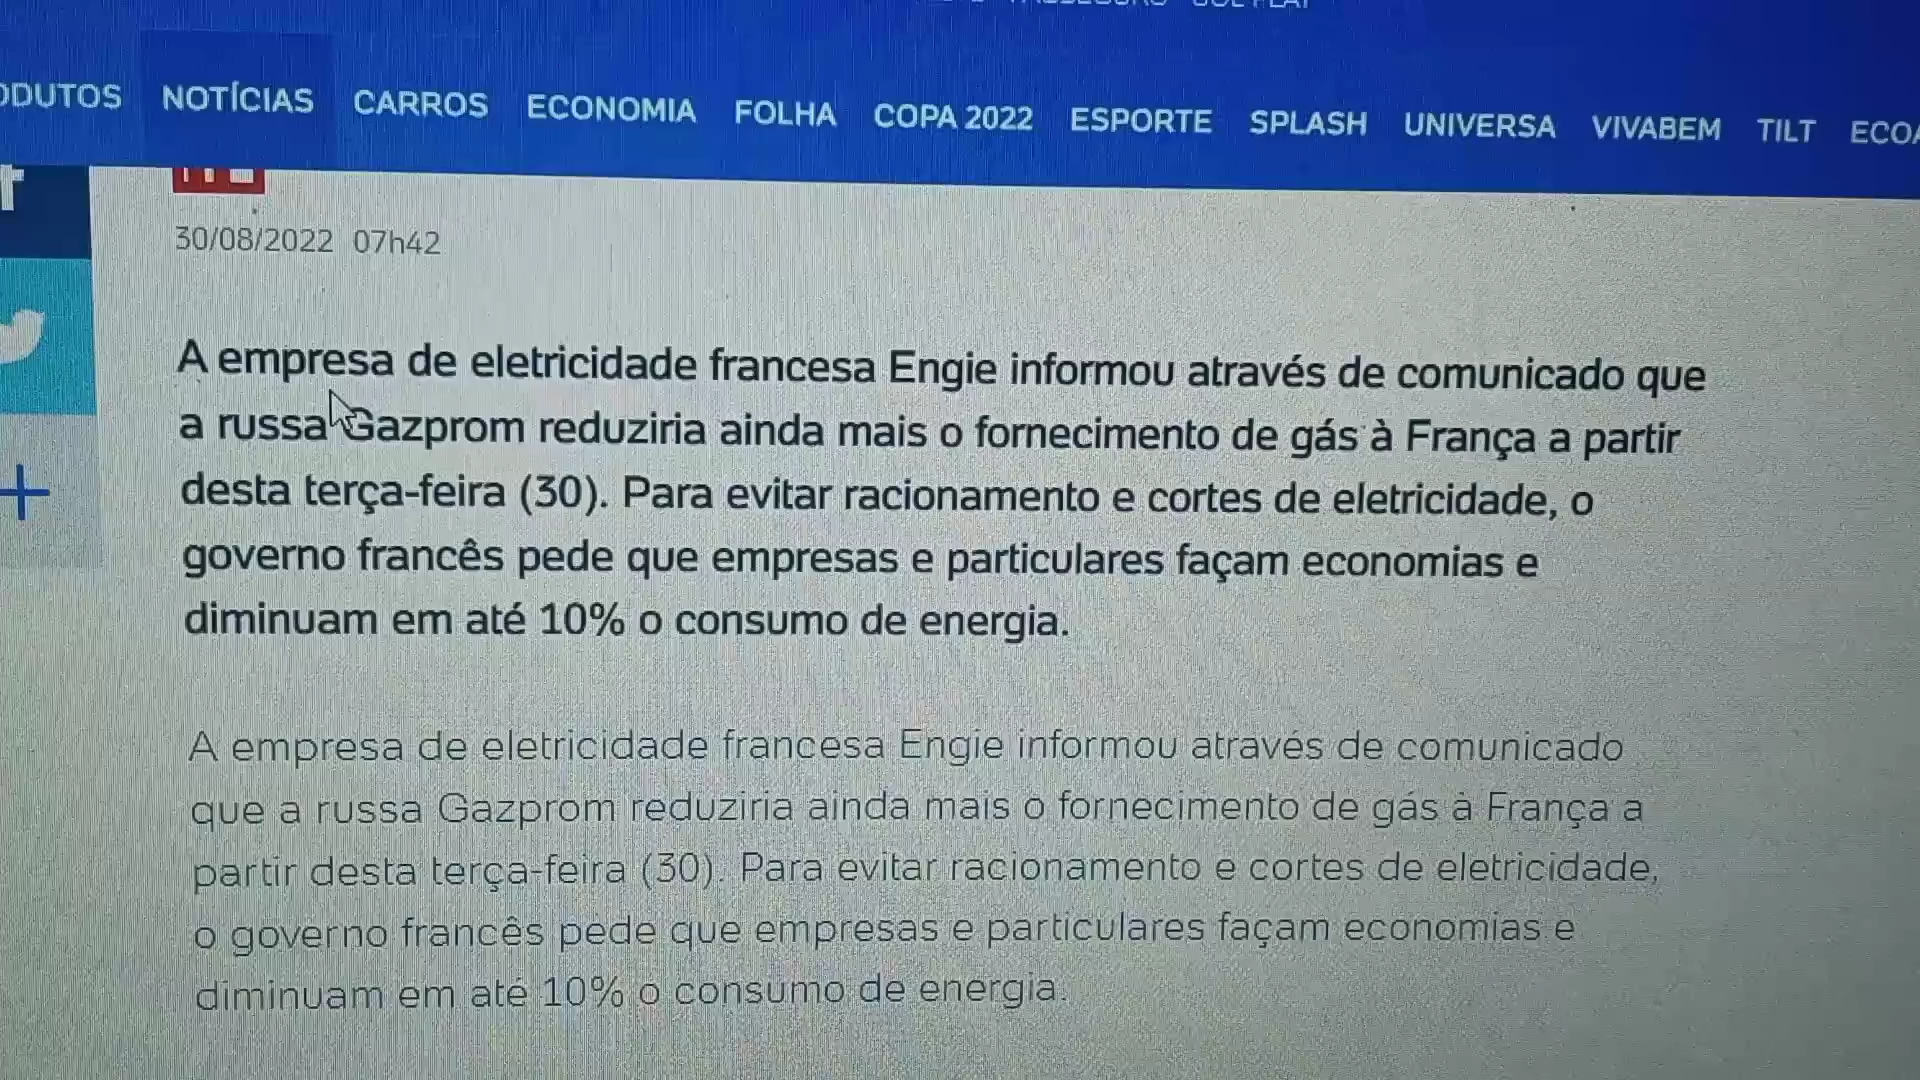 NOTÍCIAS CARROS ECONOMIA FOLHA COPA 2022 ESPORTE SPLASH UNIVERSA VIVABEM TILT
30/08/2022 07h42
A empresa de eletricidade francesa Engie informou através de comunicado que
a russa Gazprom reduziria ainda mais o fornecimento de gás à França a partir
desta terça-feira (30). Para evitar racionamento e cortes de eletricidade, o
governo francês pede que empresas e particulares façam economias e
diminuam em até 10% o consumo de energia.
A empresa de eletricidade francesa Engie informou através de comunicado
que a russa Gazprom reduziria ainda mais o fornecimento de gás à França a
partir desta terça-feira (30). Para evitar racionamento e cortes de eletricidade,
o governo francês pede que empresas e particulares façam economias e
diminuam em até 10% o consumo de energia.